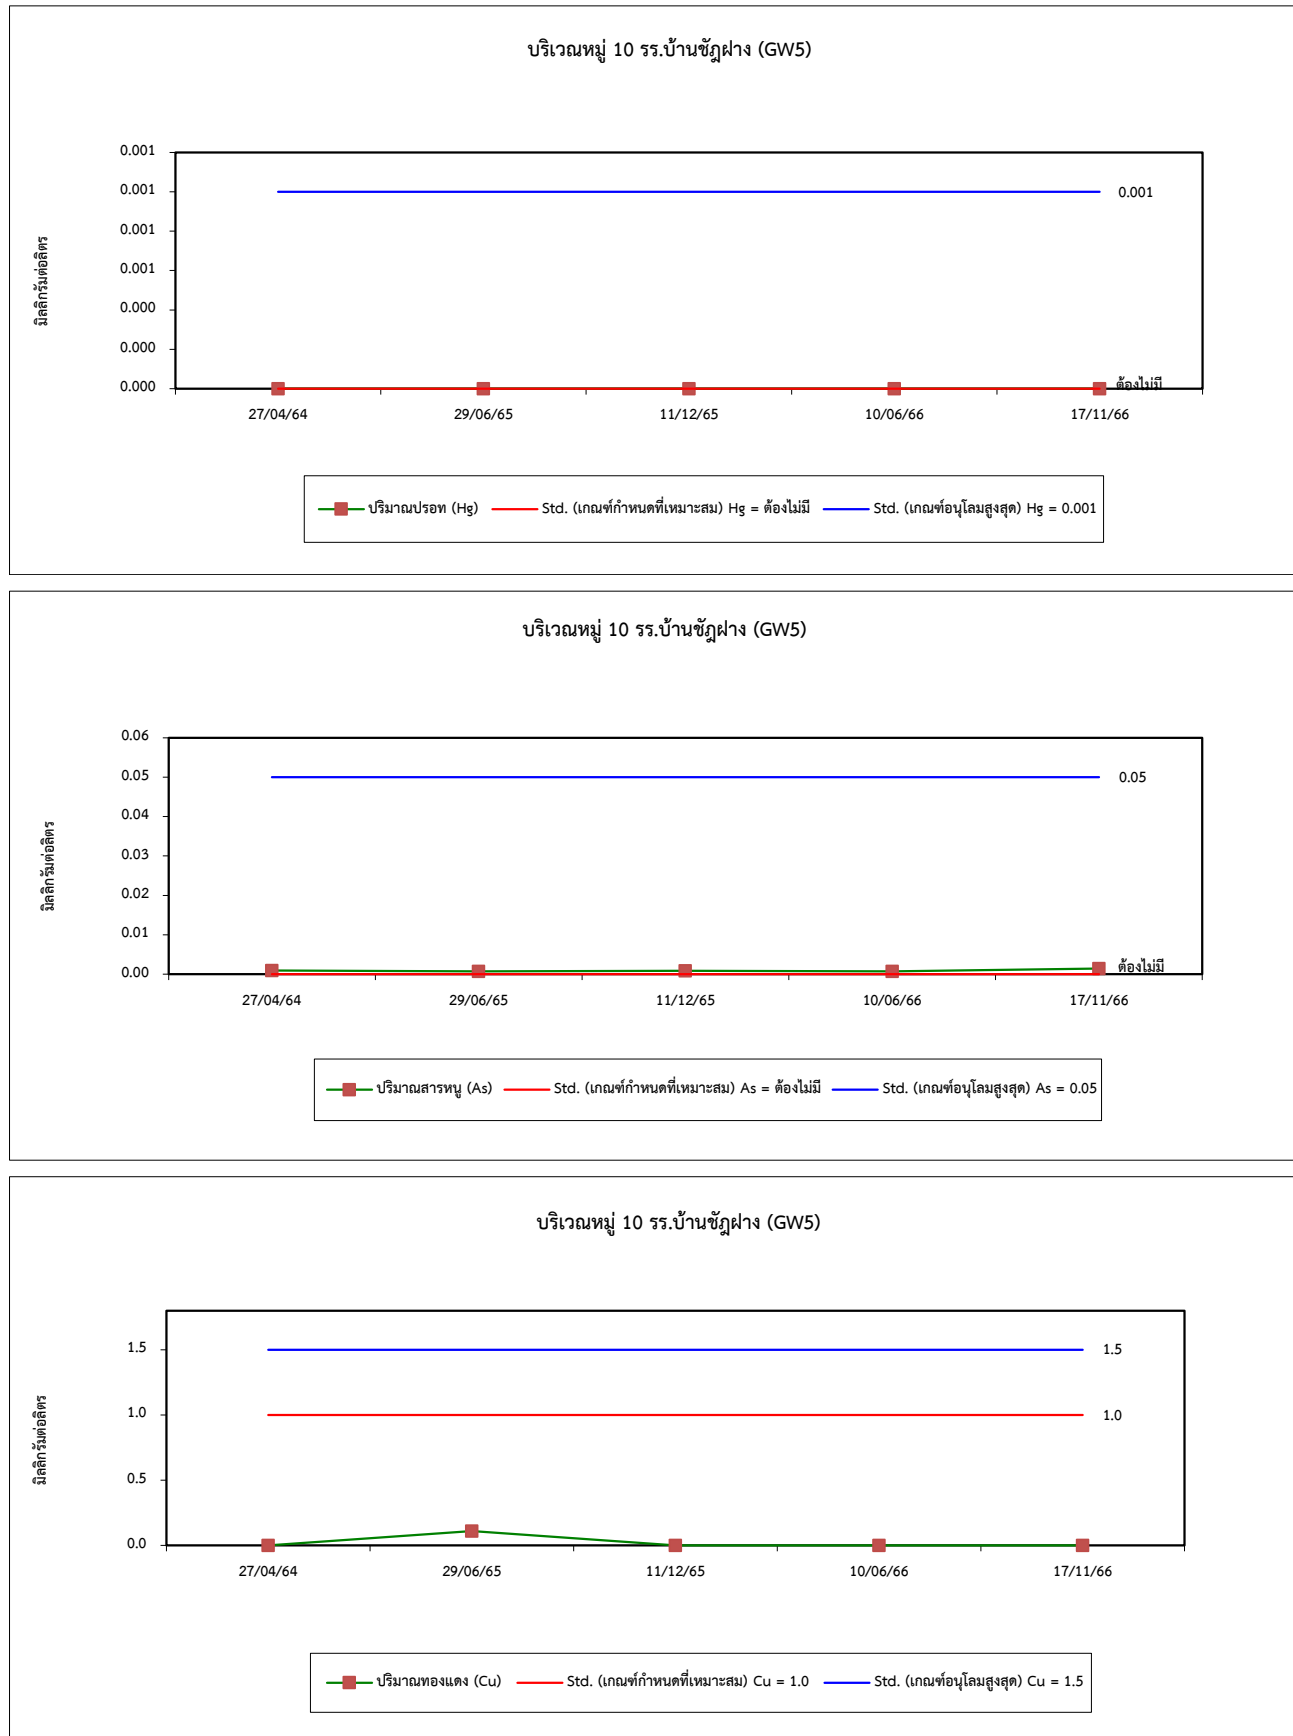 บริเวณหมู่ 10 รร.บ้านชัฎฝาง (GW5)
มิลลิกรัมต่อลิตร
0.001
0.001
0.001
0.001
0.000
0.000
0.000
0.001
ต้องไม่มี
27/04/64 29/06/65 11/12/65 10/06/66 17/11/66
ปริมาณปรอท (Hg) Std. (เกณฑ์กำหนดที่เหมาะสม) Hg = ต้องไม่มี Std. (เกณฑ์อนุโลมสูงสุด) Hg = 0.001
บริเวณหมู่ 10 รร.บ้านชัฎฝาง (GW5)
มิลลิกรัมต่อลิตร
0.06
0.05
0.04
0.03
0.02
0.01
0.00
0.05
ต้องไม่มี
27/04/64 29/06/65 11/12/65 10/06/66 17/11/66
ปริมาณสารหนู (As) Std. (เกณฑ์กำหนดที่เหมาะสม) As = ต้องไม่มี Std. (เกณฑ์อนุโลมสูงสุด) As = 0.05
บริเวณหมู่ 10 รร.บ้านชัฎฝาง (GW5)
มิลลิกรัมต่อลิตร
1.5
1.0
0.5
0.0
1.5
1.0
27/04/64 29/06/65 11/12/65 10/06/66 17/11/66
ปริมาณทองแดง (Cu) Std. (เกณฑ์กำหนดที่เหมาะสม) Cu = 1.0 Std. (เกณฑ์อนุโลมสูงสุด) Cu = 1.5